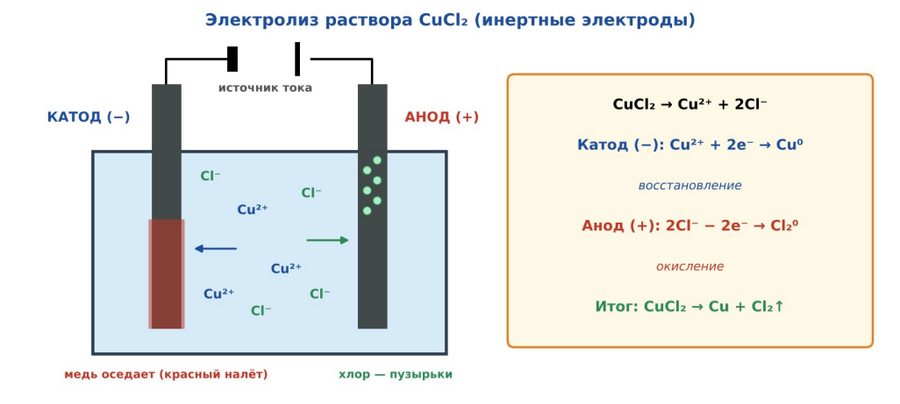 Электролиз раствора CuCl₂ (инертные электроды)
источник тока
КАТОД (−)
АНОД (+)
Cl⁻
Cl⁻
Cu²⁺
Cu²⁺
Cu²⁺
Cl⁻
Cl⁻
медь оседает (красный налёт)
хлор — пузырьки
CuCl₂ → Cu²⁺ + 2Cl⁻
Катод (−): Cu²⁺ + 2e⁻ → Cu⁰
восстановление
Анод (+): 2Cl⁻ − 2e⁻ → Cl₂⁰
окисление
Итог: CuCl₂ → Cu + Cl₂↑